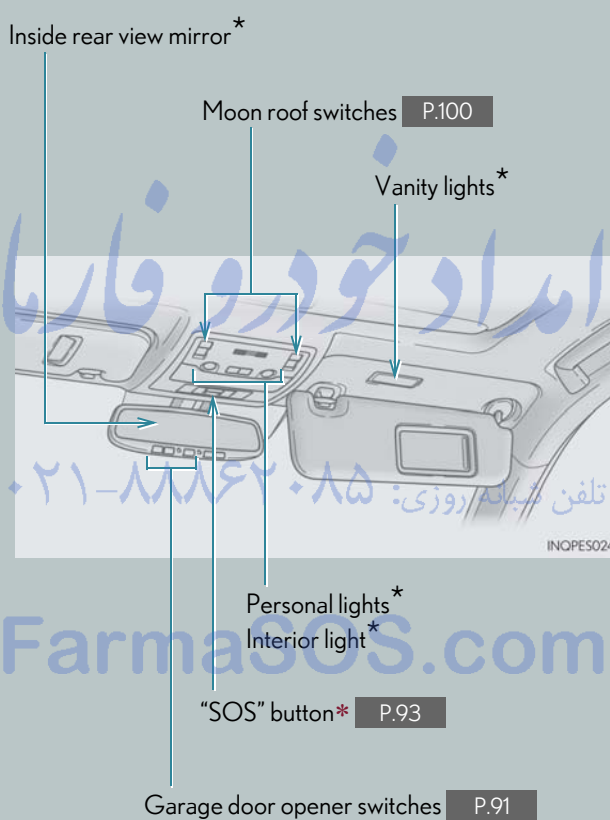 Inside rear view mirror*
Moon roof switches P.100
Vanity lights*
امداد خودرو فارما
تلفن شبانه روزی: ۰۲۱-۸۸۸۶۲۰۸۵
INQPES024
Personal lights*
Interior light*
FarmaSOS.com
“SOS” button* P.93
Garage door opener switches P.91